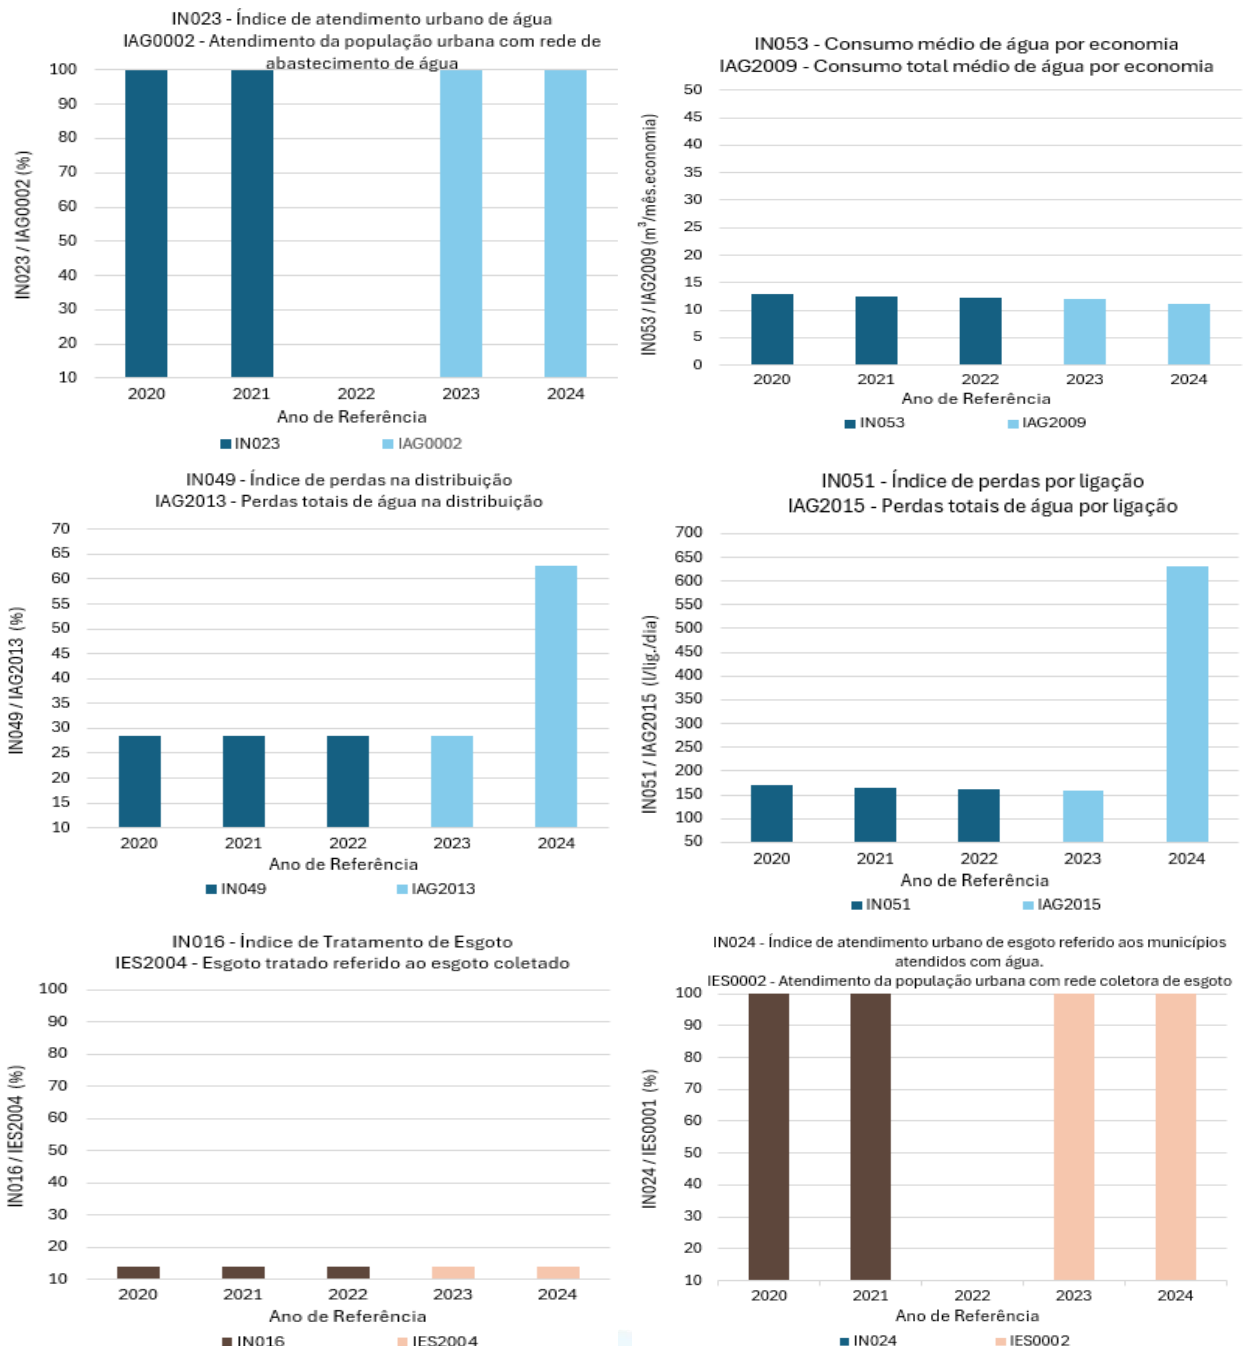 IN023 - Índice de atendimento urbano de água
IAG0002 - Atendimento da população urbana com rede de
abastecimento de água
IN023 / IAG0002 (%)
100
90
80
70
60
50
40
30
20
10
2020 2021 2022 2023 2024
Ano de Referência
IN023 IAG0002
IN053 - Consumo médio de água por economia
IAG2009 - Consumo total médio de água por economia
IN053 / IAG2009 (m³/mês.economia)
50
45
40
35
30
25
20
15
10
5
0
2020 2021 2022 2023 2024
Ano de Referência
IN053 IAG2009
IN049 - Índice de perdas na distribuição
IAG2013 - Perdas totais de água na distribuição
IN049 / IAG2013 (%)
70
65
60
55
50
45
40
35
30
25
20
15
10
2020 2021 2022 2023 2024
Ano de Referência
IN049 IAG2013
IN051 - Índice de perdas por ligação
IAG2015 - Perdas totais de água por ligação
IN051 / IAG2015 (l/lig./dia)
700
650
600
550
500
450
400
350
300
250
200
150
100
50
2020 2021 2022 2023 2024
Ano de Referência
IN051 IAG2015
IN016 - Índice de Tratamento de Esgoto
IES2004 - Esgoto tratado referido ao esgoto coletado
IN016 / IES2004 (%)
100
90
80
70
60
50
40
30
20
10
2020 2021 2022 2023 2024
Ano de Referência
IN016 IES2004
IN024 - Índice de atendimento urbano de esgoto referido aos municípios
atendidos com água.
IES0002 - Atendimento da população urbana com rede coletora de esgoto
IN024 / IES0001 (%)
100
90
80
70
60
50
40
30
20
10
2020 2021 2022 2023 2024
Ano de Referência
IN024 IES0002